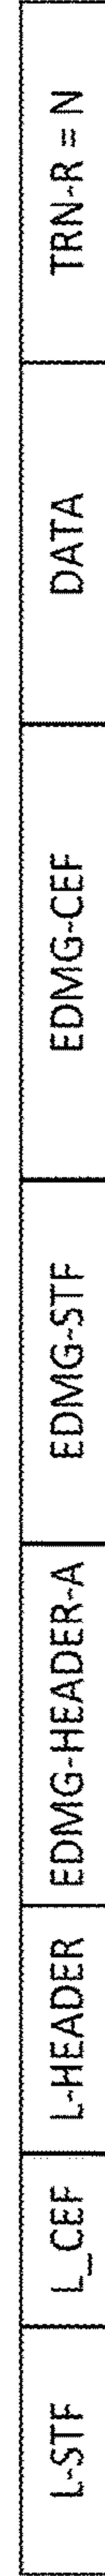 L-STF
L_CEF
L-HEADER
EDMG-HEADER-A
EDMG-STF
EDMG-CEF
DATA
TRN-R = N